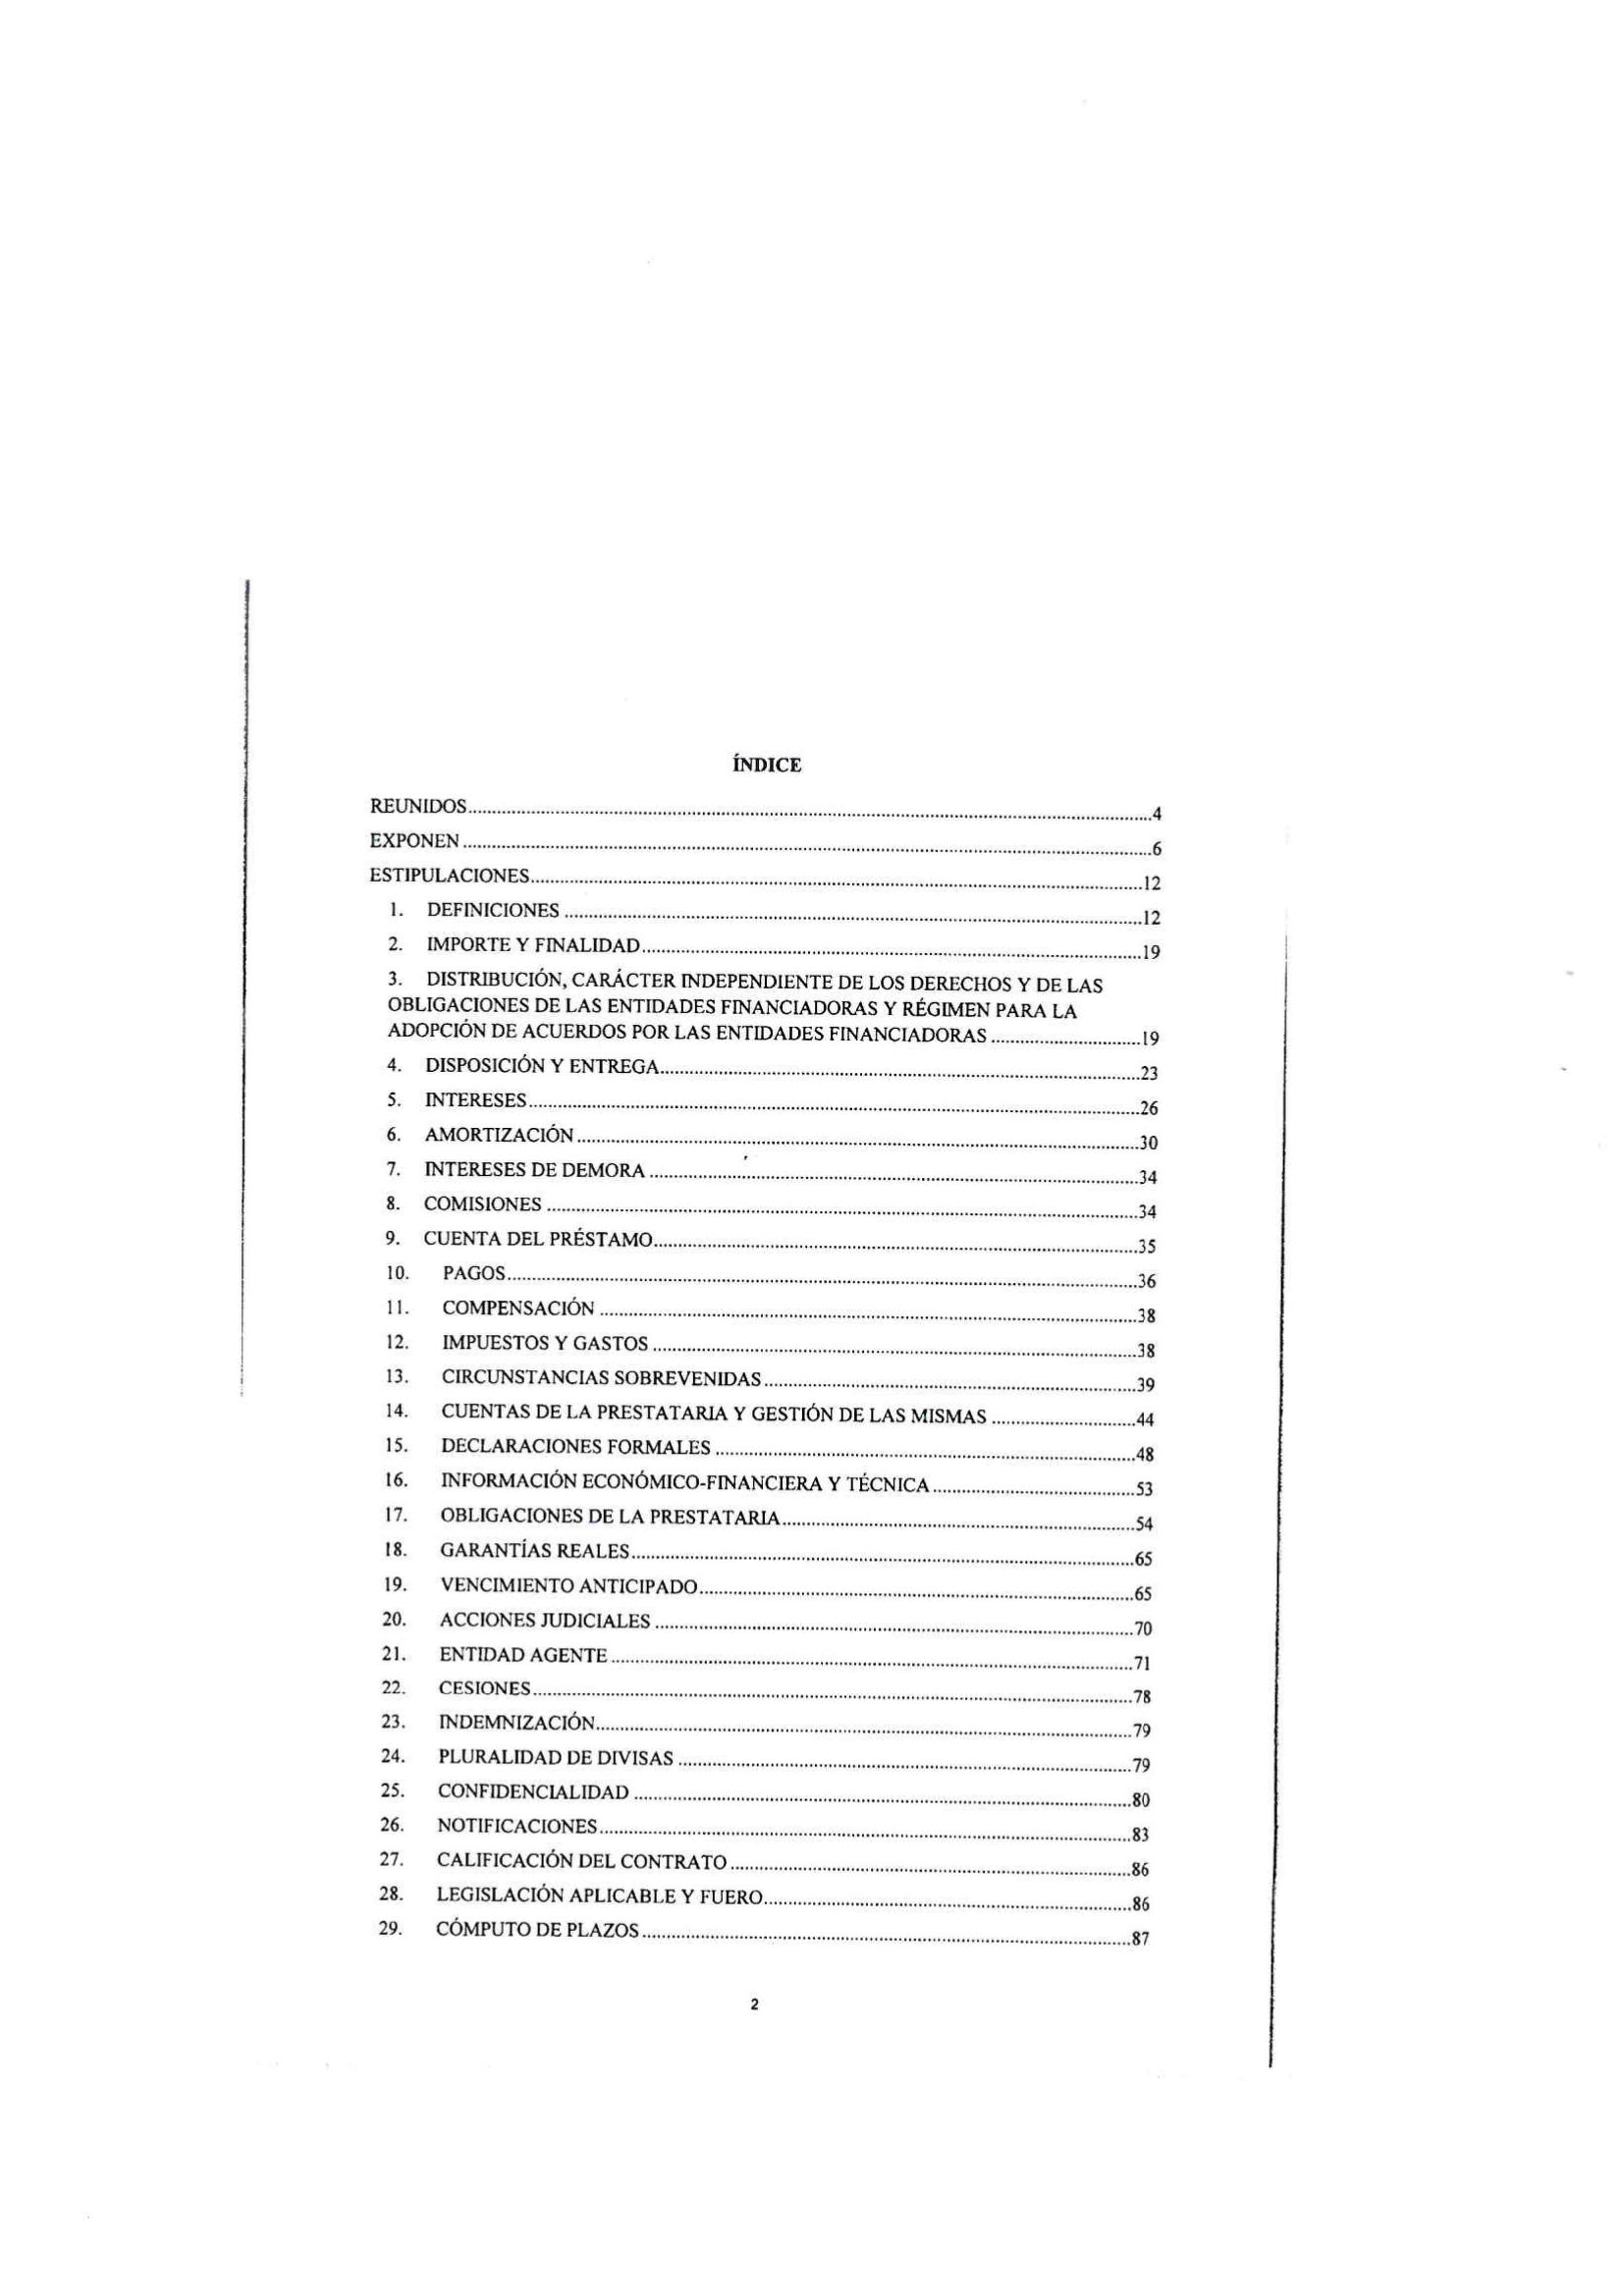 ÍNDICE
REUNIDOS....................4
EXPONEN....................6
ESTIPULACIONES....................12
1. DEFINICIONES....................12
2. IMPORTE Y FINALIDAD....................19
3. DISTRIBUCIÓN, CARÁCTER INDEPENDIENTE DE LOS DERECHOS Y DE LAS
OBLIGACIONES DE LAS ENTIDADES FINANCIADORAS Y RÉGIMEN PARA LA
ADOPCIÓN DE ACUERDOS POR LAS ENTIDADES FINANCIADORAS....................19
4. DISPOSICIÓN Y ENTREGA....................23
5. INTERESES....................26
6. AMORTIZACIÓN....................30
7. INTERESES DE DEMORA....................34
8. COMISIONES....................34
9. CUENTA DEL PRÉSTAMO....................35
10. PAGOS....................36
11. COMPENSACIÓN....................38
12. IMPUESTOS Y GASTOS....................38
13. CIRCUNSTANCIAS SOBREVENIDAS....................39
14. CUENTAS DE LA PRESTATARIA Y GESTIÓN DE LAS MISMAS....................44
15. DECLARACIONES FORMALES....................48
16. INFORMACIÓN ECONÓMICO-FINANCIERA Y TÉCNICA....................53
17. OBLIGACIONES DE LA PRESTATARIA....................54
18. GARANTÍAS REALES....................65
19. VENCIMIENTO ANTICIPADO....................65
20. ACCIONES JUDICIALES....................70
21. ENTIDAD AGENTE....................71
22. CESIONES....................78
23. INDEMNIZACIÓN....................79
24. PLURALIDAD DE DIVISAS....................79
25. CONFIDENCIALIDAD....................80
26. NOTIFICACIONES....................83
27. CALIFICACIÓN DEL CONTRATO....................86
28. LEGISLACIÓN APLICABLE Y FUERO....................86
29. CÓMPUTO DE PLAZOS....................87
2